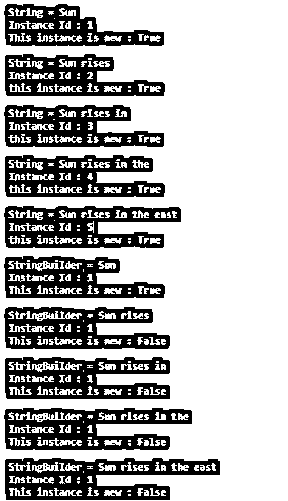 String = Sun
Instance Id : 1
This instance is new : True
String = Sun rises
Instance Id : 2
this instance is new : True
String = Sun rises in
Instance Id : 3
this instance is new : True
String = Sun rises in the
Instance Id : 4
this instance is new : True
String = Sun rises in the east
Instance Id : 5
this instance is new : True
StringBuilder = Sun
Instance Id : 1
This instance is new : True
StringBuilder = Sun rises
Instance Id : 1
This instance is new : False
StringBuilder = Sun rises in
Instance Id : 1
This instance is new : False
StringBuilder = Sun rises in the
Instance Id : 1
This instance is new : False
StringBuilder = Sun rises in the east
Instance Id : 1
This instance is new : False